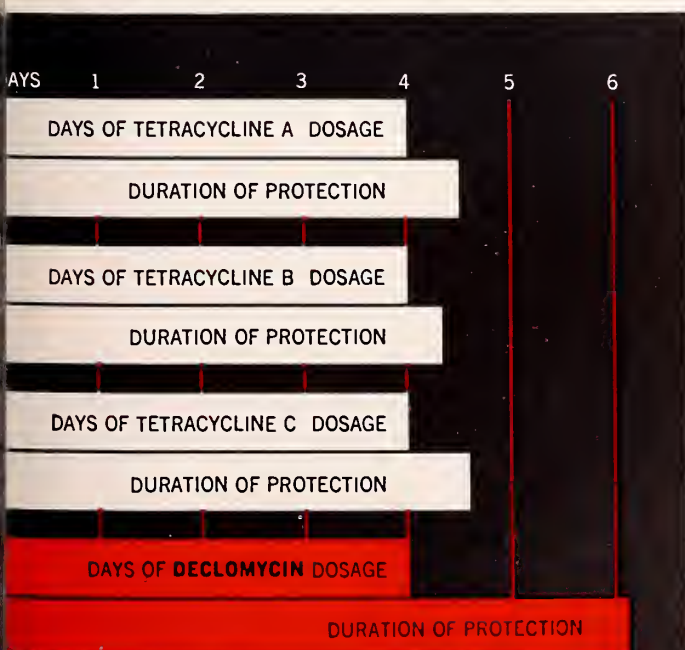 AYS 1 2 3 4 5 6
DAYS OF TETRACYCLINE A DOSAGE
DURATION OF PROTECTION
DAYS OF TETRACYCLINE B DOSAGE
DURATION OF PROTECTION
DAYS OF TETRACYCLINE C DOSAGE
DURATION OF PROTECTION
DAYS OF DECLOMYCIN DOSAGE
DURATION OF PROTECTION